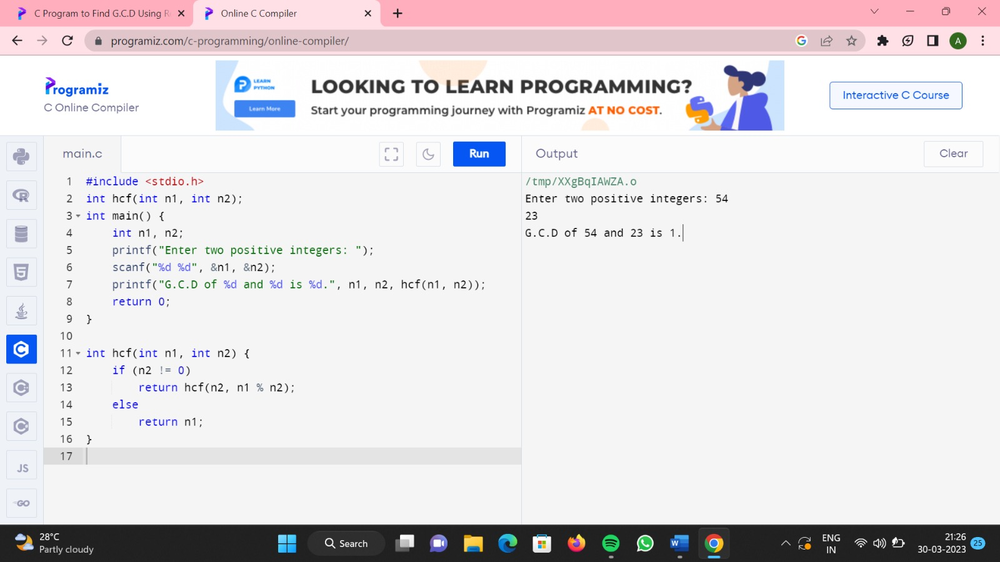 C Program to Find G.C.D Using R
Online C Compiler
programiz.com/c-programming/online-compiler/
A
Programiz
C Online Compiler
LEARN
PYTHON
Learn More
LOOKING TO LEARN PROGRAMMING?
Start your programming journey with Programiz AT NO COST.
Interactive C Course
main.c
Run
Output
Clear
1 #include <stdio.h>
2 int hcf(int n1, int n2);
3 int main() {
4     int n1, n2;
5     printf("Enter two positive integers: ");
6     scanf("%d %d", &n1, &n2);
7     printf("G.C.D of %d and %d is %d.", n1, n2, hcf(n1, n2));
8     return 0;
9 }
10
11 int hcf(int n1, int n2) {
12     if (n2 != 0)
13         return hcf(n2, n1 % n2);
14     else
15         return n1;
16 }
17
/tmp/XXgBqIAWZA.o
Enter two positive integers: 54
23
G.C.D of 54 and 23 is 1.
JS
GO
28°C
Partly cloudy
Search
ENG
IN
21:26
30-03-2023
25